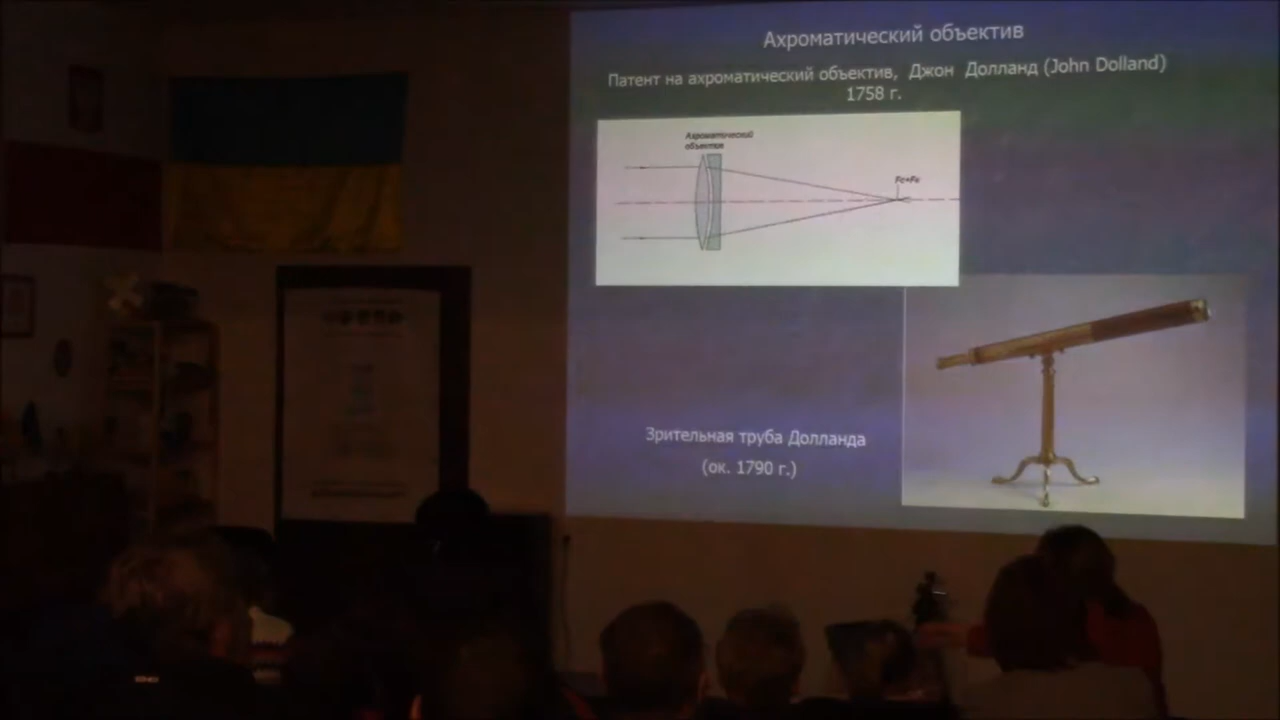 Ахроматический объектив
Патент на ахроматический объектив, Джон Долланд (John Dolland)
1758 г.
Ахроматический
объектив
Зрительная труба Долланда
(ок. 1790 г.)